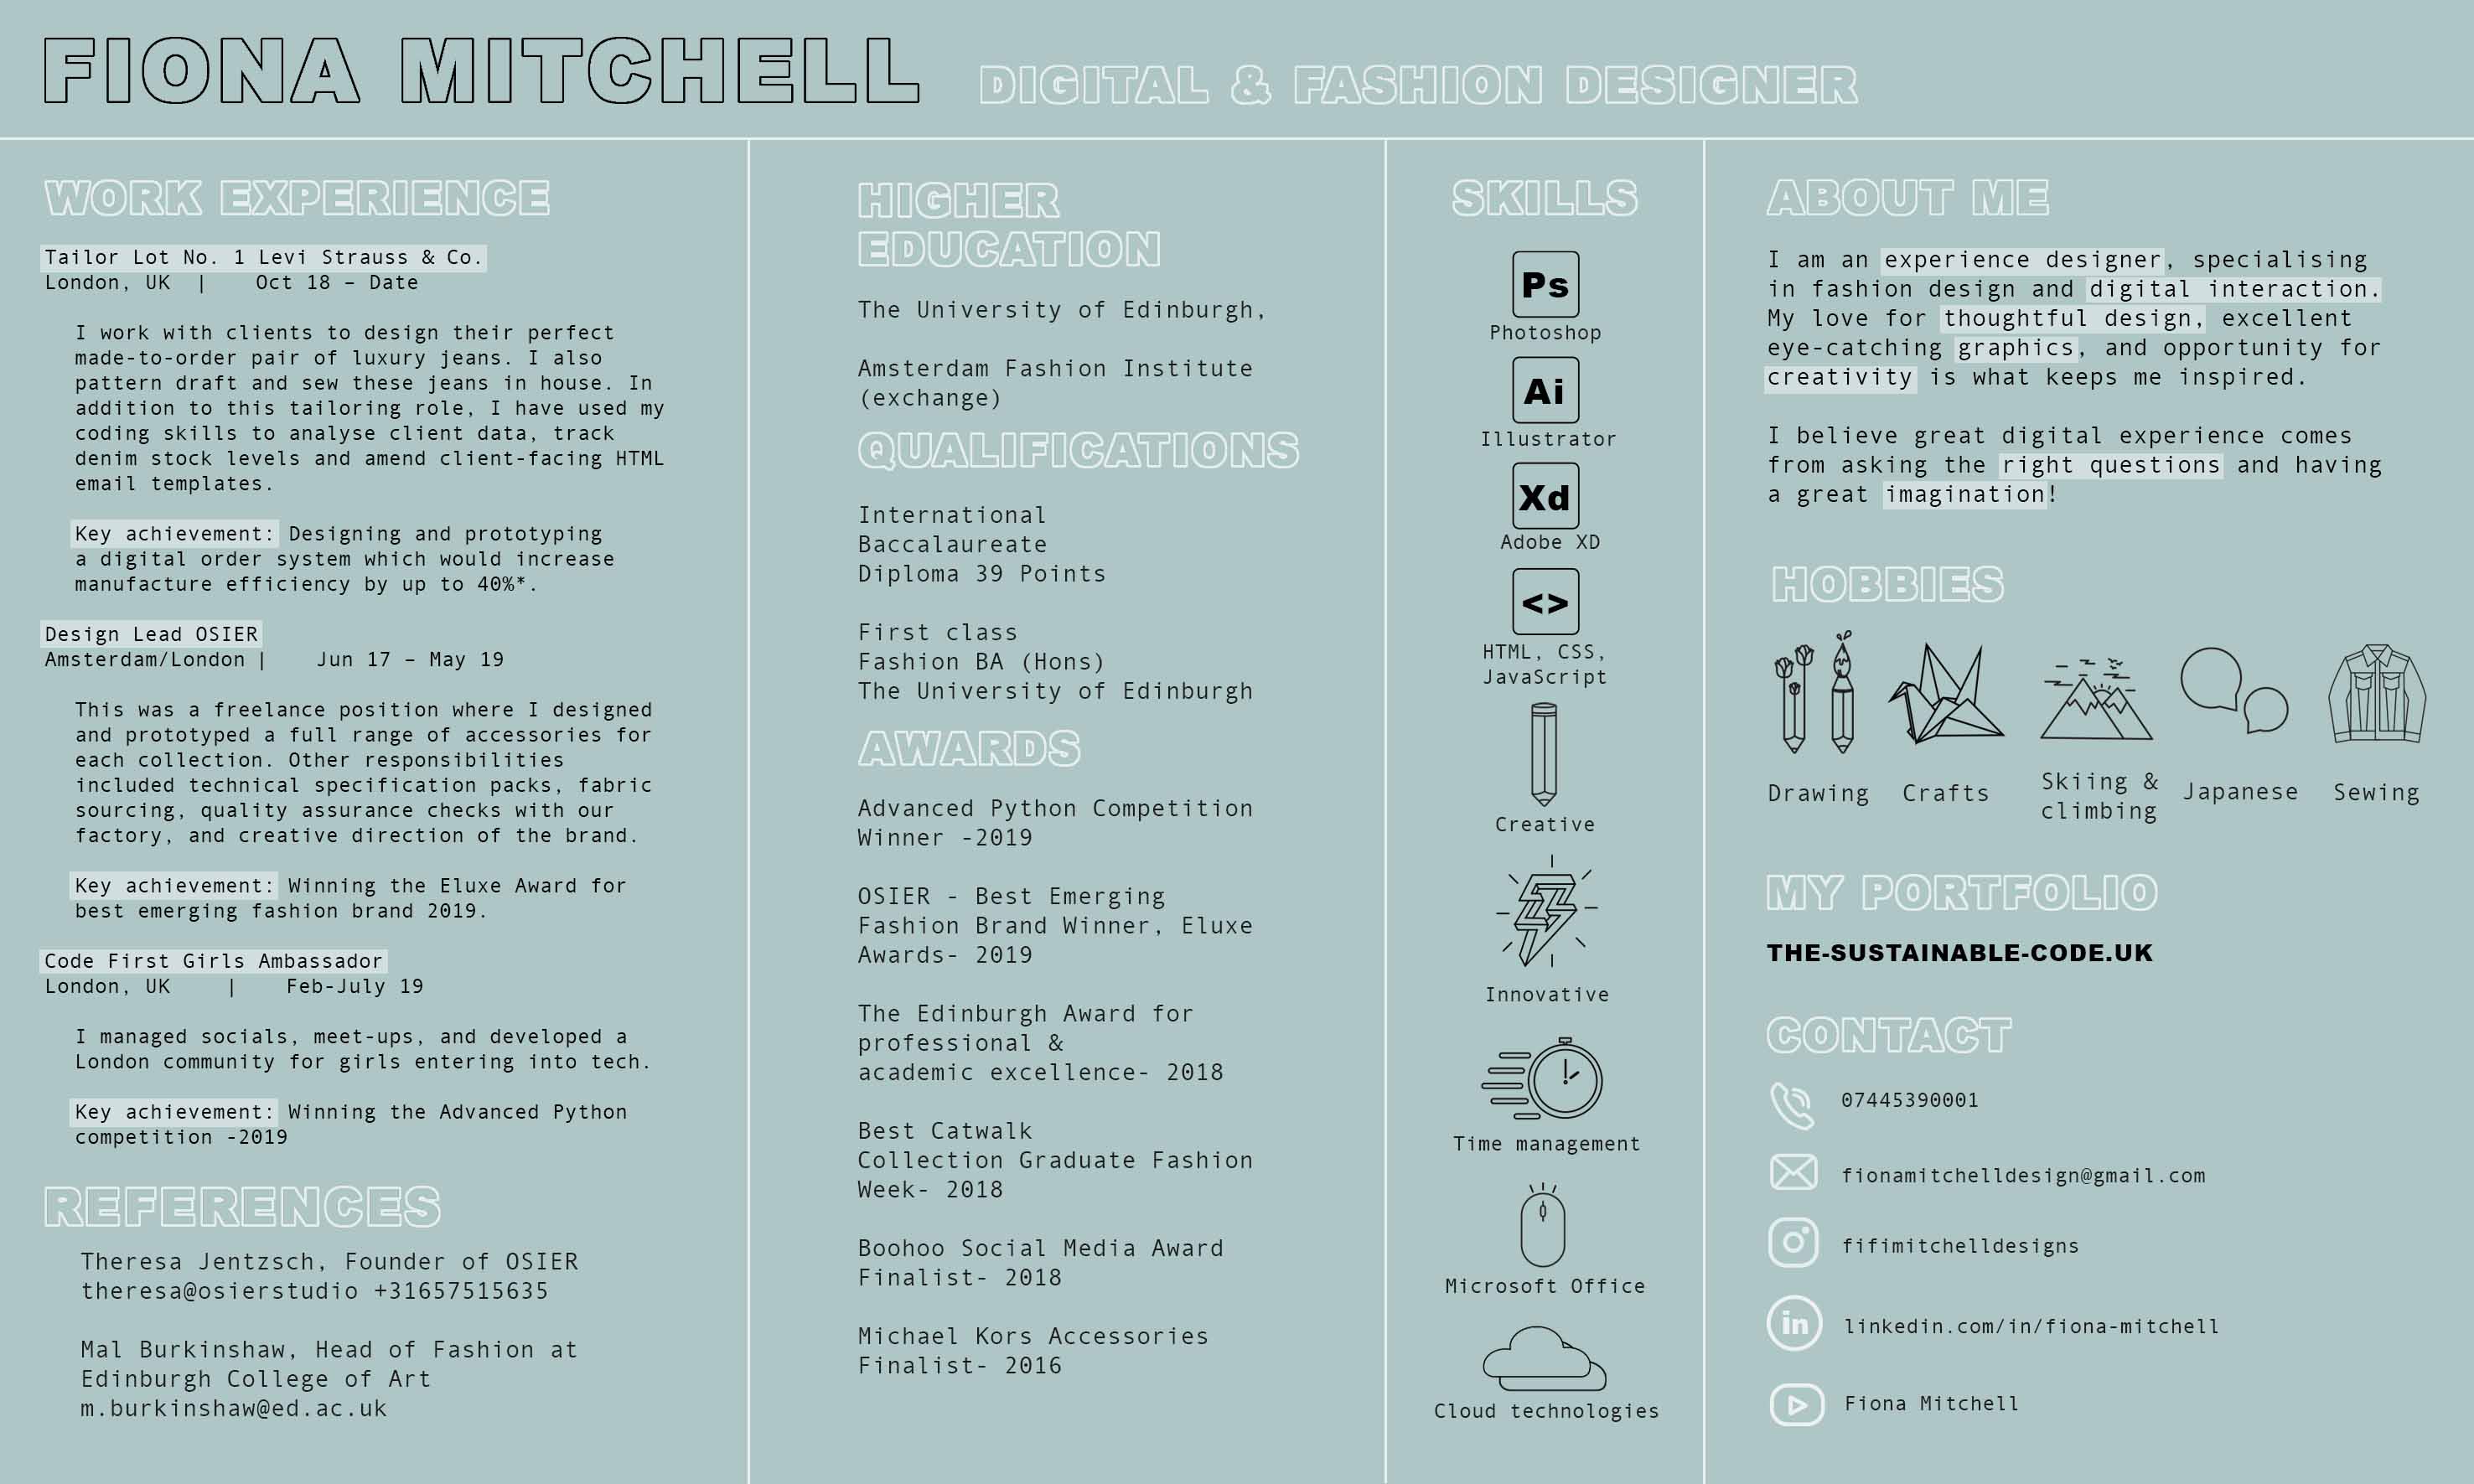 FIONA MITCHELL
DIGITAL & FASHION DESIGNER
WORK EXPERIENCE
Tailor Lot No. 1 Levi Strauss & Co.
London, UK | Oct 18 – Date
I work with clients to design their perfect
made-to-order pair of luxury jeans. I also
pattern draft and sew these jeans in house. In
addition to this tailoring role, I have used my
coding skills to analyse client data, track
denim stock levels and amend client-facing HTML
email templates.
Key achievement: Designing and prototyping
a digital order system which would increase
manufacture efficiency by up to 40%*.
Design Lead OSIER
Amsterdam/London | Jun 17 – May 19
This was a freelance position where I designed
and prototyped a full range of accessories for
each collection. Other responsibilities
included technical specification packs, fabric
sourcing, quality assurance checks with our
factory, and creative direction of the brand.
Key achievement: Winning the Eluxe Award for
best emerging fashion brand 2019.
Code First Girls Ambassador
London, UK | Feb-July 19
I managed socials, meet-ups, and developed a
London community for girls entering into tech.
Key achievement: Winning the Advanced Python
competition -2019
REFERENCES
Theresa Jentzsch, Founder of OSIER
theresa@osierstudio +31657515635
Mal Burkinshaw, Head of Fashion at
Edinburgh College of Art
m.burkinshaw@ed.ac.uk
HIGHER
EDUCATION
The University of Edinburgh,
Amsterdam Fashion Institute
(exchange)
QUALIFICATIONS
International
Baccalaureate
Diploma 39 Points
First class
Fashion BA (Hons)
The University of Edinburgh
AWARDS
Advanced Python Competition
Winner -2019
OSIER - Best Emerging
Fashion Brand Winner, Eluxe
Awards- 2019
The Edinburgh Award for
professional &
academic excellence- 2018
Best Catwalk
Collection Graduate Fashion
Week- 2018
Boohoo Social Media Award
Finalist- 2018
Michael Kors Accessories
Finalist- 2016
SKILLS
Ps
Photoshop
Ai
Illustrator
Xd
Adobe XD
<>
HTML, CSS,
JavaScript
Creative
Innovative
Time management
Microsoft Office
Cloud technologies
ABOUT ME
I am an experience designer, specialising
in fashion design and digital interaction.
My love for thoughtful design, excellent
eye-catching graphics, and opportunity for
creativity is what keeps me inspired.
I believe great digital experience comes
from asking the right questions and having
a great imagination!
HOBBIES
Drawing
Crafts
Skiing &
climbing
Japanese
Sewing
MY PORTFOLIO
THE-SUSTAINABLE-CODE.UK
CONTACT
07445390001
fionamitchelldesign@gmail.com
fifimitchelldesigns
in
linkedin.com/in/fiona-mitchell
Fiona Mitchell